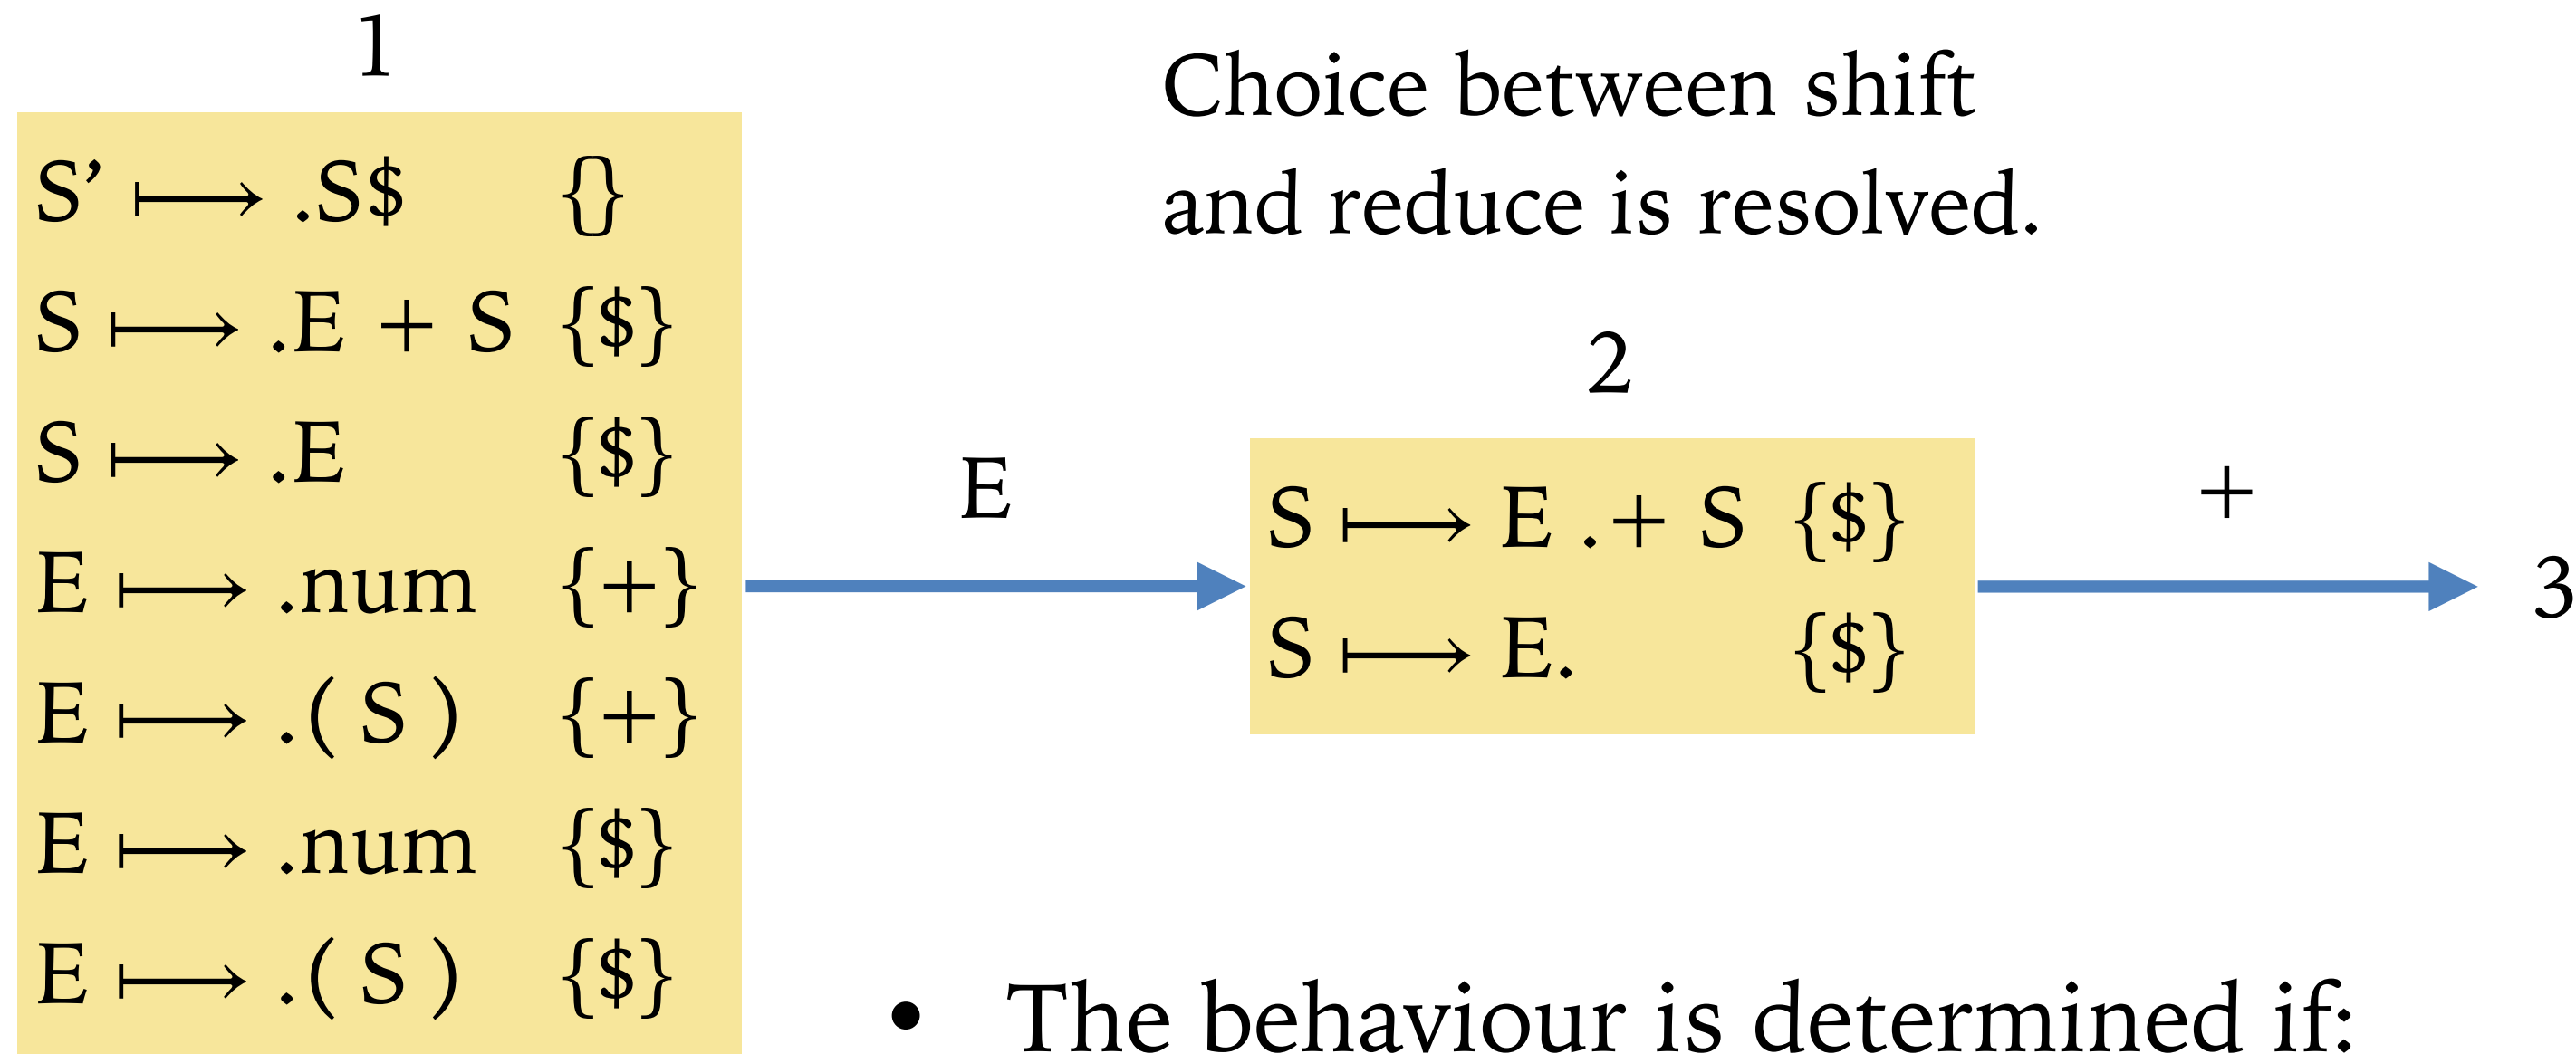 1
S’ ⟼ .S$ {}
S ⟼ .E + S {$}
S ⟼ .E {$}
E ⟼ .num {+}
E ⟼ .( S ) {+}
E ⟼ .num {$}
E ⟼ .( S ) {$}
E
Choice between shift
and reduce is resolved.
2
S ⟼ E .+ S {$}
S ⟼ E. {$}
+
3
• The behaviour is determined if: